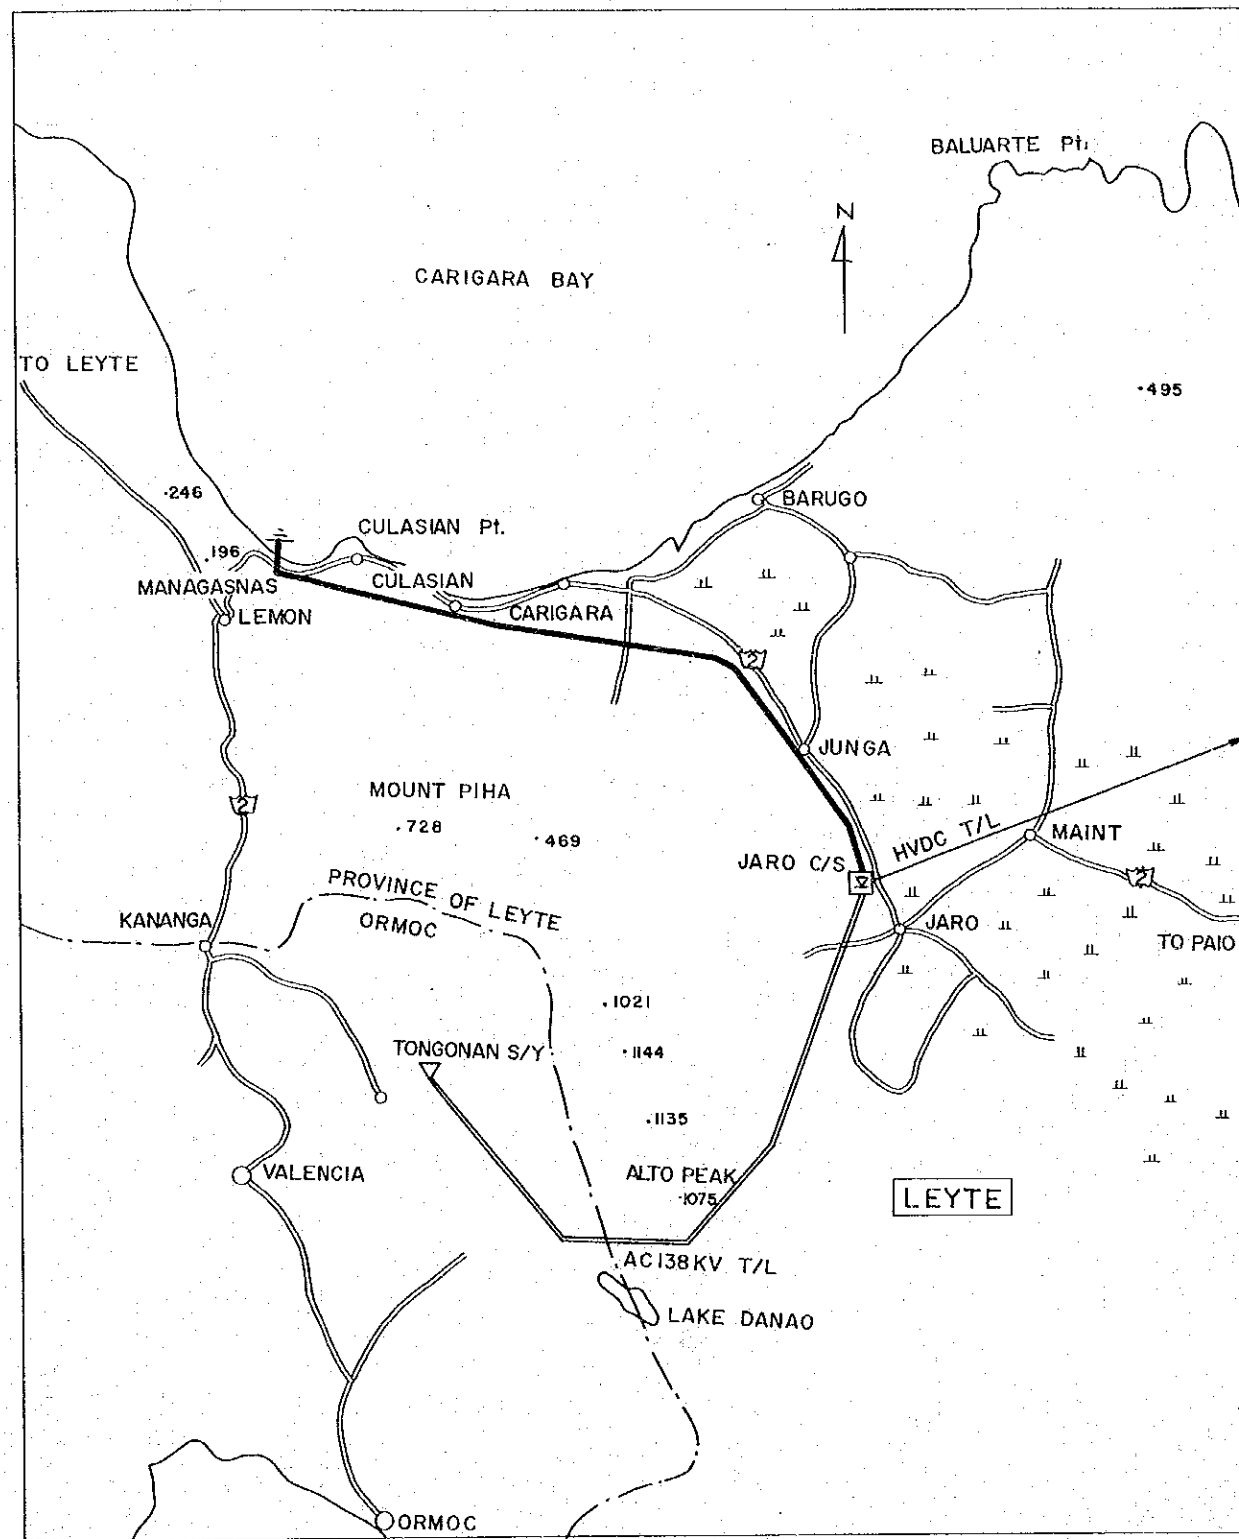 BALUARTE Pt.
N
CARIGARA BAY
TO LEYTE
.495
.246
BARUGO
CULASIAN Pt.
.196
MANAGASNAS
CULASIAN
LEMON
CARIGARA
2
JUNGA
MOUNT PIHA
.728
.469
2
HVDC T/L
MAINT
JARO C/S
2
PROVINCE OF LEYTE
KANANGA
ORMOC
JARO
TO PAIO
.1021
TONGONAN S/Y
.1144
.1135
VALENCIA
ALTO PEAK
.1075
LEYTE
AC138KV T/L
LAKE DANAO
ORMOC